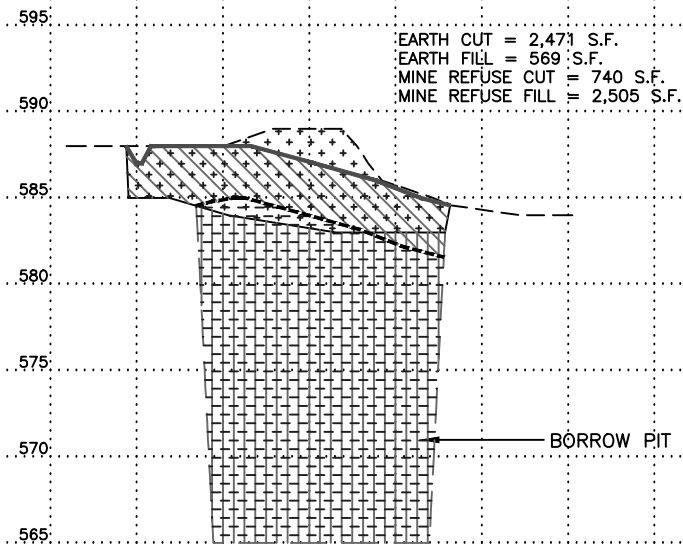 595
EARTH CUT = 2,471 S.F.
EARTH FILL = 569 S.F.
MINE REFUSE CUT = 740 S.F.
MINE REFUSE FILL = 2,505 S.F.
590
585
580
575
570
BORROW PIT
565